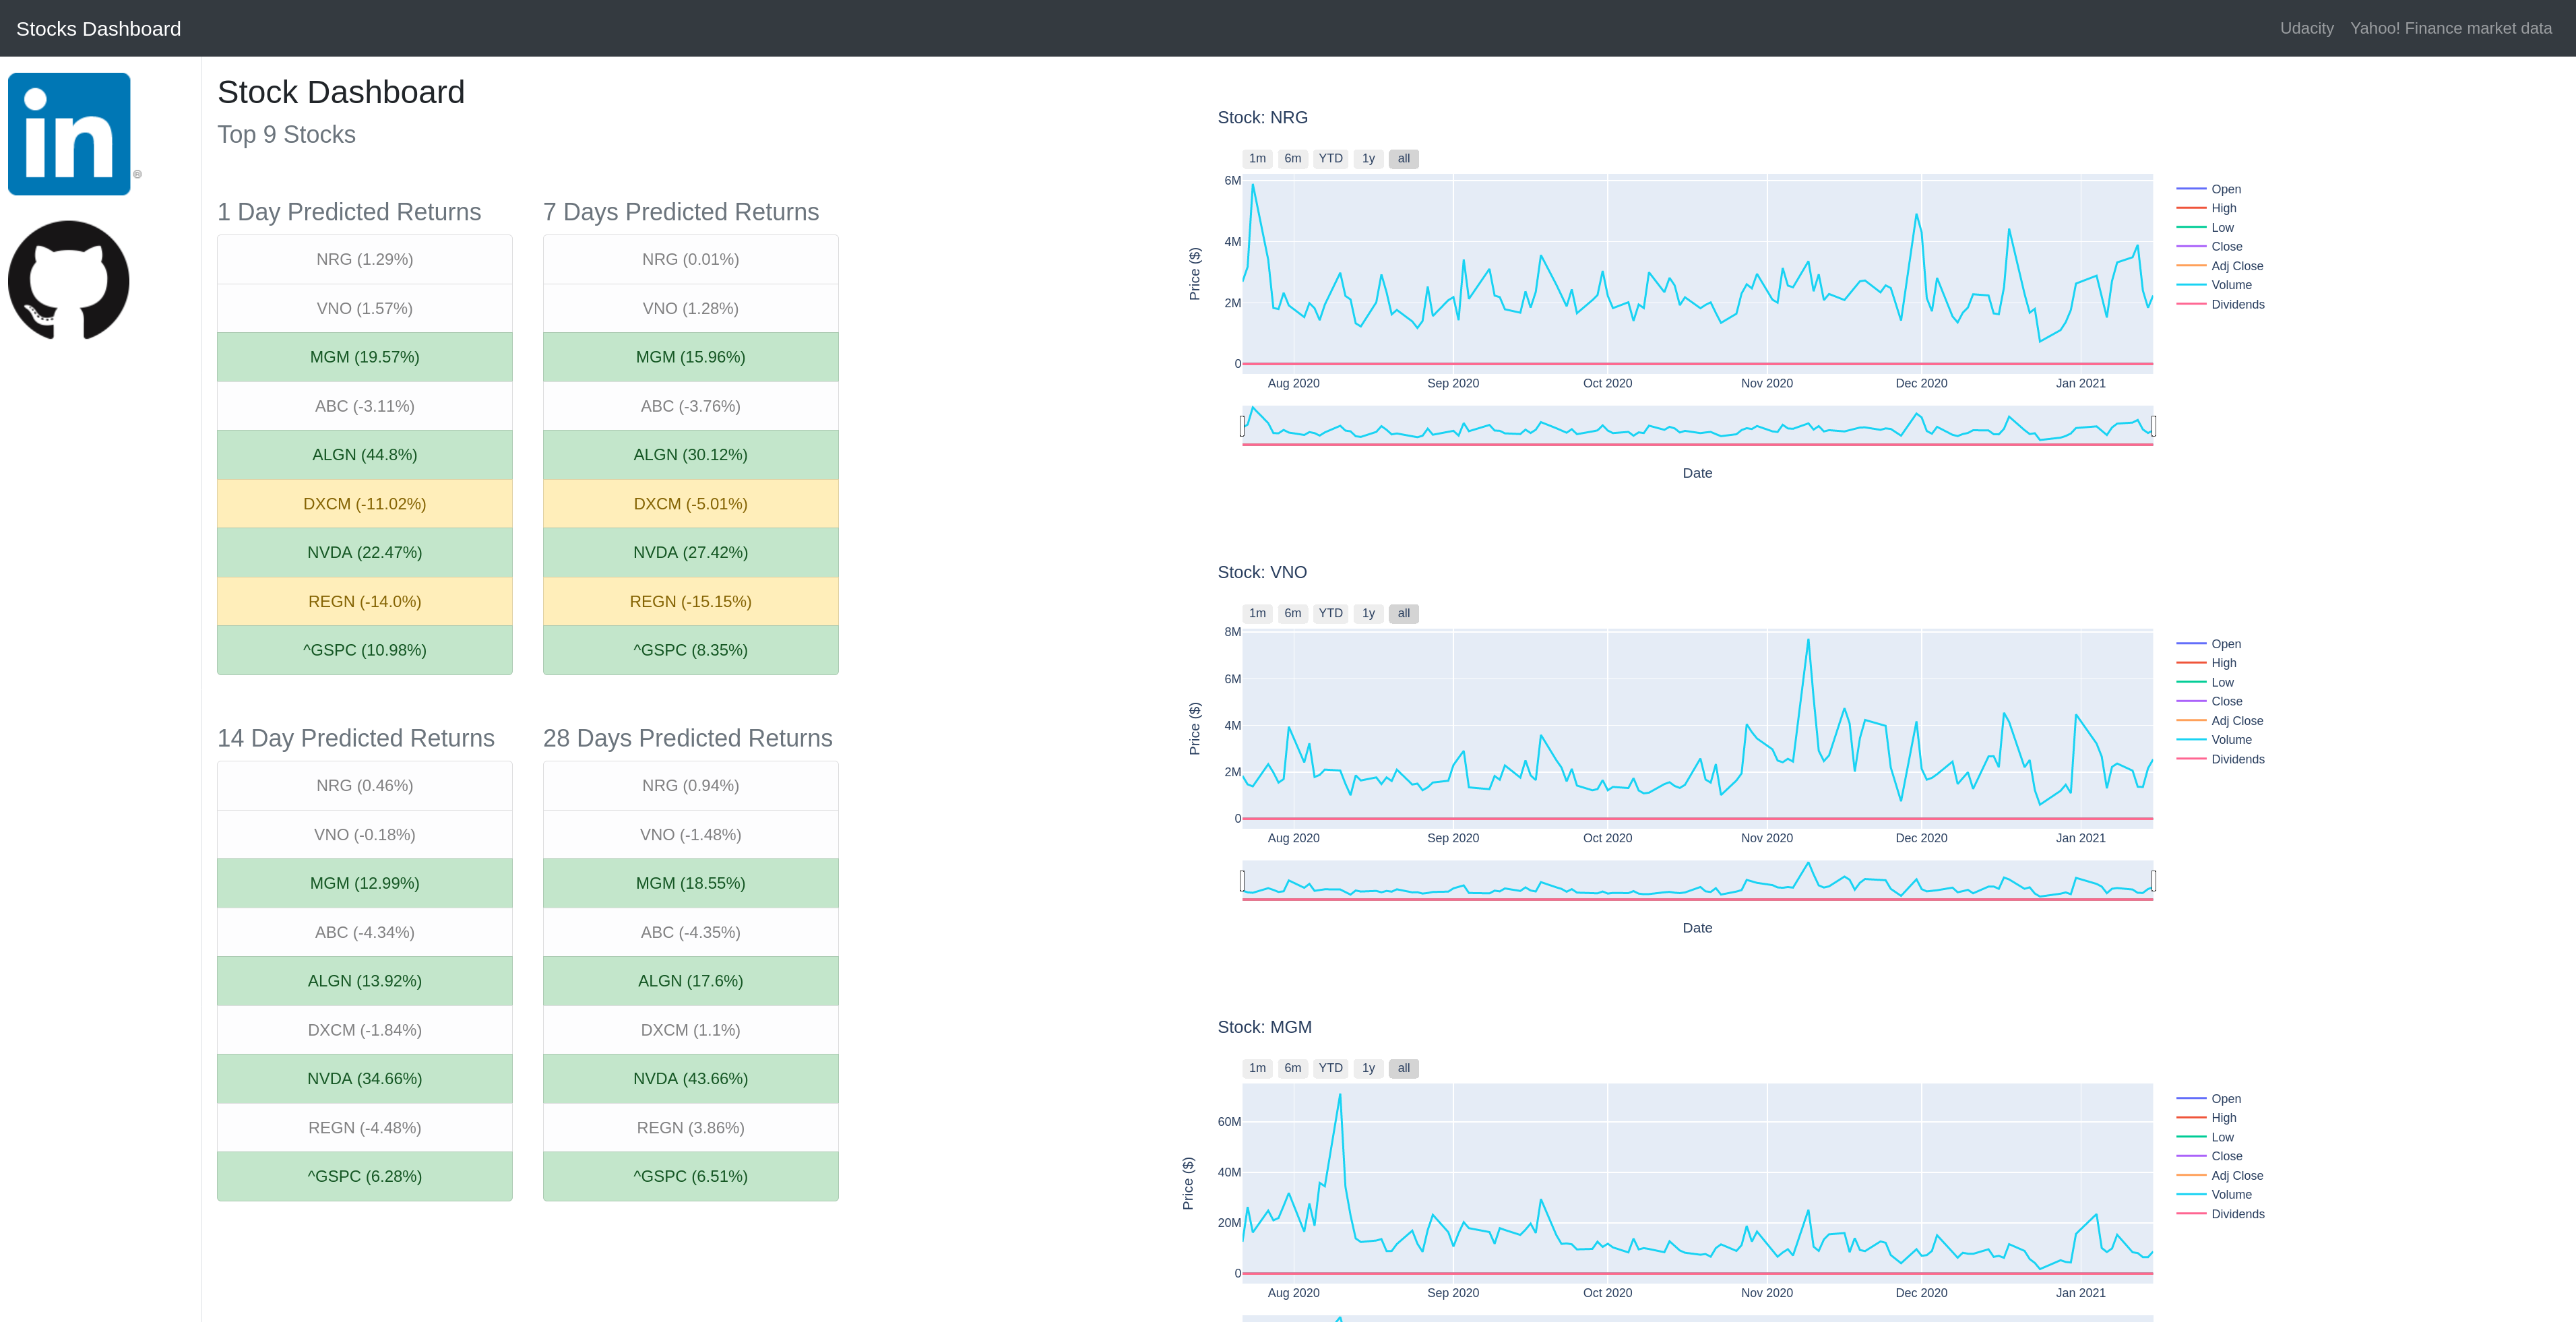 Stocks Dashboard
Udacity Yahoo! Finance market data
in
®
Stock Dashboard
Top 9 Stocks
1 Day Predicted Returns
NRG (1.29%)
VNO (1.57%)
MGM (19.57%)
ABC (-3.11%)
ALGN (44.8%)
DXCM (-11.02%)
NVDA (22.47%)
REGN (-14.0%)
^GSPC (10.98%)
7 Days Predicted Returns
NRG (0.01%)
VNO (1.28%)
MGM (15.96%)
ABC (-3.76%)
ALGN (30.12%)
DXCM (-5.01%)
NVDA (27.42%)
REGN (-15.15%)
^GSPC (8.35%)
14 Day Predicted Returns
NRG (0.46%)
VNO (-0.18%)
MGM (12.99%)
ABC (-4.34%)
ALGN (13.92%)
DXCM (-1.84%)
NVDA (34.66%)
REGN (-4.48%)
^GSPC (6.28%)
28 Days Predicted Returns
NRG (0.94%)
VNO (-1.48%)
MGM (18.55%)
ABC (-4.35%)
ALGN (17.6%)
DXCM (1.1%)
NVDA (43.66%)
REGN (3.86%)
^GSPC (6.51%)
Stock: NRG
1m 6m YTD 1y all
Price ($)
6M
4M
2M
0
Aug 2020 Sep 2020 Oct 2020 Nov 2020 Dec 2020 Jan 2021
Date
Open
High
Low
Close
Adj Close
Volume
Dividends
Stock: VNO
1m 6m YTD 1y all
Price ($)
8M
6M
4M
2M
0
Aug 2020 Sep 2020 Oct 2020 Nov 2020 Dec 2020 Jan 2021
Date
Open
High
Low
Close
Adj Close
Volume
Dividends
Stock: MGM
1m 6m YTD 1y all
Price ($)
60M
40M
20M
0
Aug 2020 Sep 2020 Oct 2020 Nov 2020 Dec 2020 Jan 2021
Open
High
Low
Close
Adj Close
Volume
Dividends